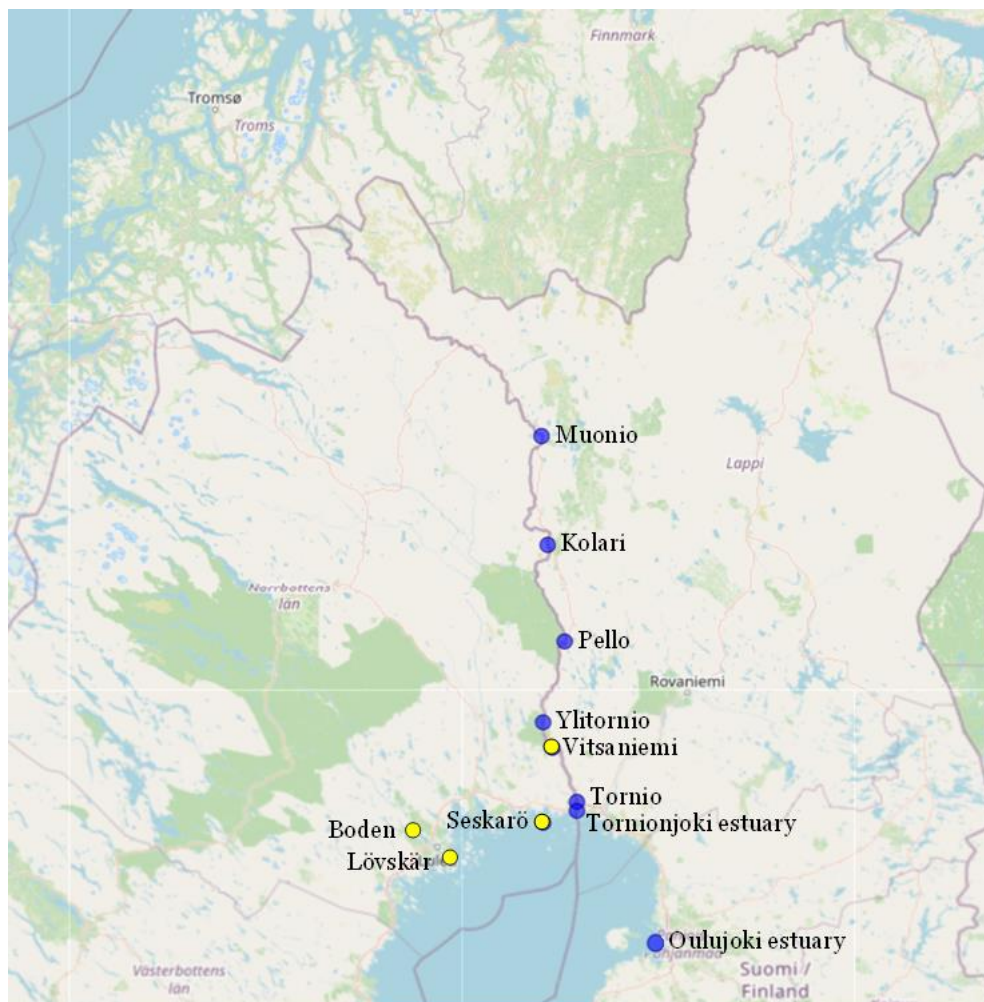 Finnmark
Tromsø
Troms
Muonio
Lappi
Kolari
Norrbottens
län
Pello
Rovaniemi
Ylitornio
Vitsaniemi
Tornio
Seskarö
Tornionjoki estuary
Boden
Lövskär
Oulujoki estuary
Västerbottens
län
Suomi /
Finland